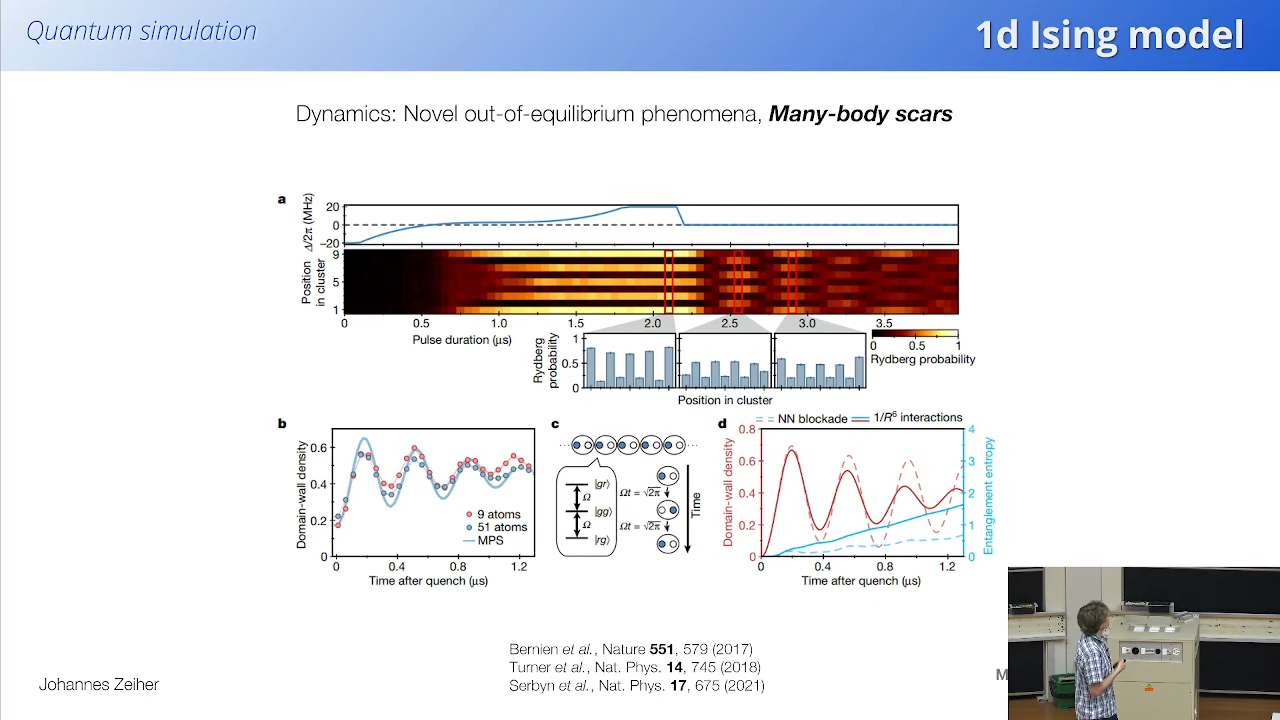 Quantum simulation
1d Ising model
Dynamics: Novel out-of-equilibrium phenomena, Many-body scars
a
Δ/2π (MHz)
20
0
−20
Position
in cluster
9
5
1
0 0.5 1.0 1.5 2.0 2.5 3.0 3.5
Pulse duration (μs)
0 0.5 1
Rydberg probability
Rydberg
probability
1
0.5
0
Position in cluster
b
Domain-wall density
0.6
0.4
0.2
0
9 atoms
51 atoms
MPS
0 0.4 0.8 1.2
Time after quench (μs)
c
|gr⟩
Ω
|gg⟩
Ω
|rg⟩
Ωt = √2π
Ωt = √2π
Time
d
NN blockade 1/R⁶ interactions
Domain-wall density
0.8
0.6
0.4
0.2
0
4
3
2
1
0
Entanglement entropy
0 0.4 0.8 1.2
Time after quench (μs)
Bernien et al., Nature 551, 579 (2017)
Turner et al., Nat. Phys. 14, 745 (2018)
Serbyn et al., Nat. Phys. 17, 675 (2021)
Johannes Zeiher
M